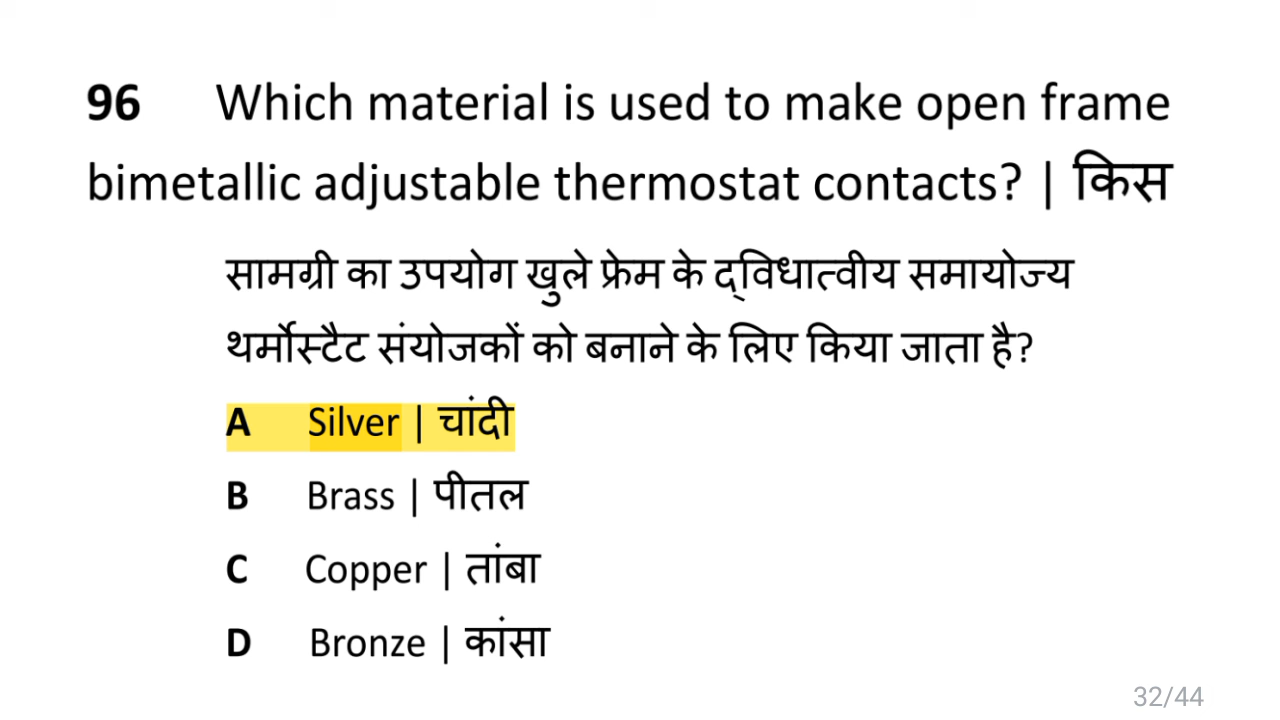 96 Which material is used to make open frame
bimetallic adjustable thermostat contacts? | किस
सामग्री का उपयोग खुले फ्रेम के द्विधात्वीय समायोज्य
थर्मोस्टैट संयोजकों को बनाने के लिए किया जाता है?
A Silver | चांदी
B Brass | पीतल
C Copper | तांबा
D Bronze | कांसा
32/44